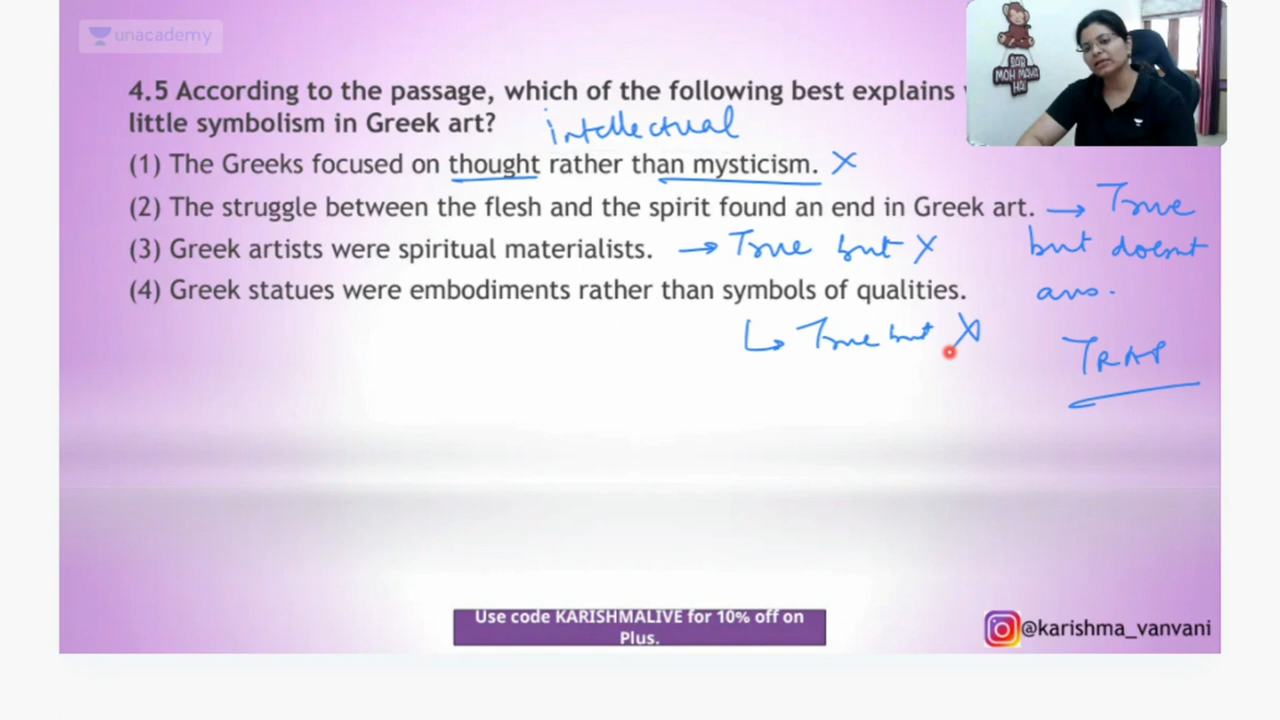 unacademy
4.5 According to the passage, which of the following best explains
little symbolism in Greek art?
intellectual
(1) The Greeks focused on thought rather than mysticism. X
(2) The struggle between the flesh and the spirit found an end in Greek art. → True
but doesnt
ans.
(3) Greek artists were spiritual materialists. → True but X
(4) Greek statues were embodiments rather than symbols of qualities.
↳ True but X
TRAP
SAB
MOH MAYA
HAI
Use code KARISHMALIVE for 10% off on
Plus.
@karishma_vanvani